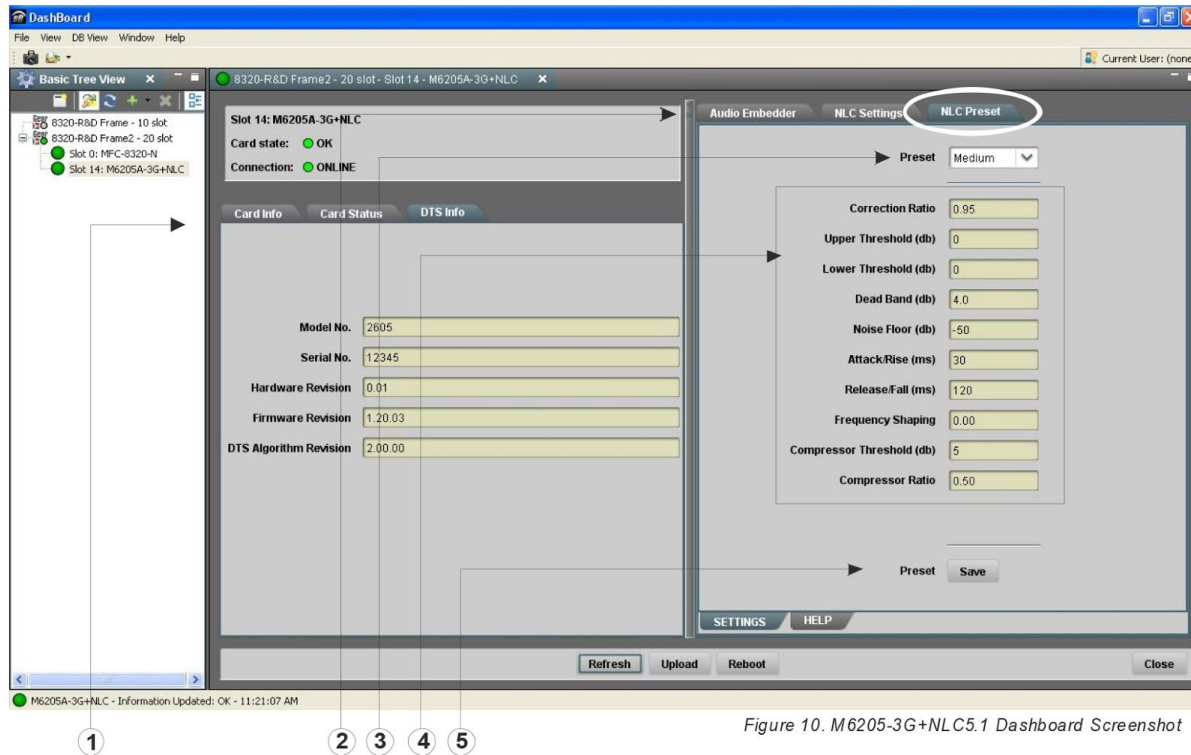 DashBoard
File View DB View Window Help
Current User: (none
Basic Tree View
8320-R&D Frame - 10 slot
8320-R&D Frame2 - 20 slot
Slot 0: MFC-8320-N
Slot 14: M6205A-3G+NLC
8320-R&D Frame2 - 20 slot - Slot 14 - M6205A-3G+NLC
Slot 14: M6205A-3G+NLC
Card state: OK
Connection: ONLINE
Card Info Card Status DTS Info
Model No. 2605
Serial No. 12345
Hardware Revision 0.01
Firmware Revision 1.20.03
DTS Algorithm Revision 2.00.00
Audio Embedder NLC Settings NLC Preset
Preset Medium
Correction Ratio 0.95
Upper Threshold (db) 0
Lower Threshold (db) 0
Dead Band (db) 4.0
Noise Floor (db) -50
Attack/Rise (ms) 30
Release/Fall (ms) 120
Frequency Shaping 0.00
Compressor Threshold (db) 5
Compressor Ratio 0.50
Preset Save
SETTINGS HELP
Refresh Upload Reboot Close
M6205A-3G+NLC - Information Updated: OK - 11:21:07 AM
1 2 3 4 5
Figure 10. M6205-3G+NLC5.1 Dashboard Screenshot